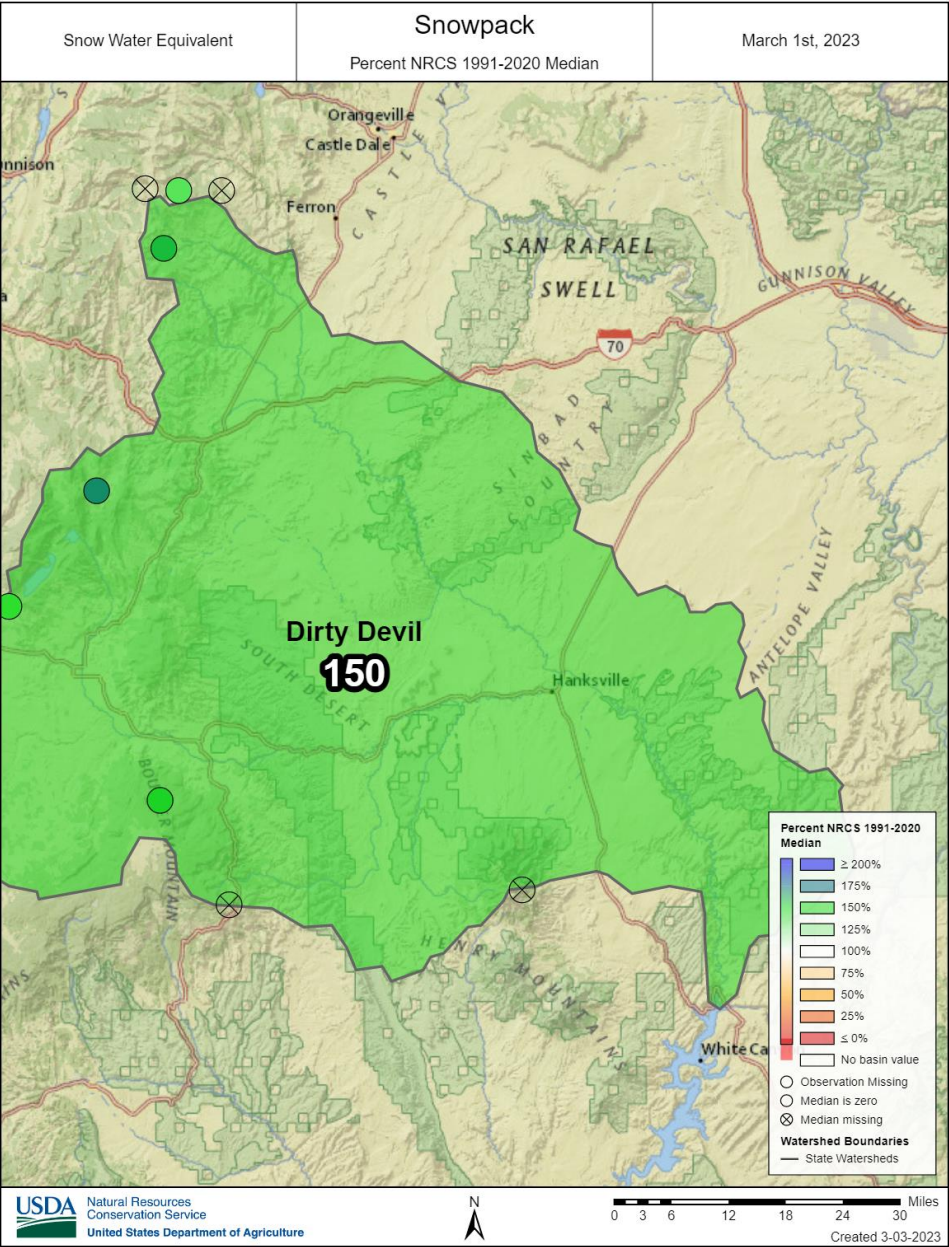 Snow Water Equivalent
Snowpack
Percent NRCS 1991-2020 Median
March 1st, 2023
Orangeville
Castle Dale
nnison
Ferron
CASTLE V
SAN RAFAEL
SWELL
GUNNISON VALLEY
70
SINBAD
COUNTRY
ANTELOPE VALLEY
Dirty Devil
150
SOUTH DESERT
Hanksville
MOUNTAIN
HENRY MOUNTAINS
White Ca
Percent NRCS 1991-2020
Median
≥ 200%
175%
150%
125%
100%
75%
50%
25%
≤ 0%
No basin value
Observation Missing
Median is zero
Median missing
Watershed Boundaries
State Watersheds
USDA
Natural Resources
Conservation Service
United States Department of Agriculture
N
Miles
0 3 6 12 18 24 30
Created 3-03-2023